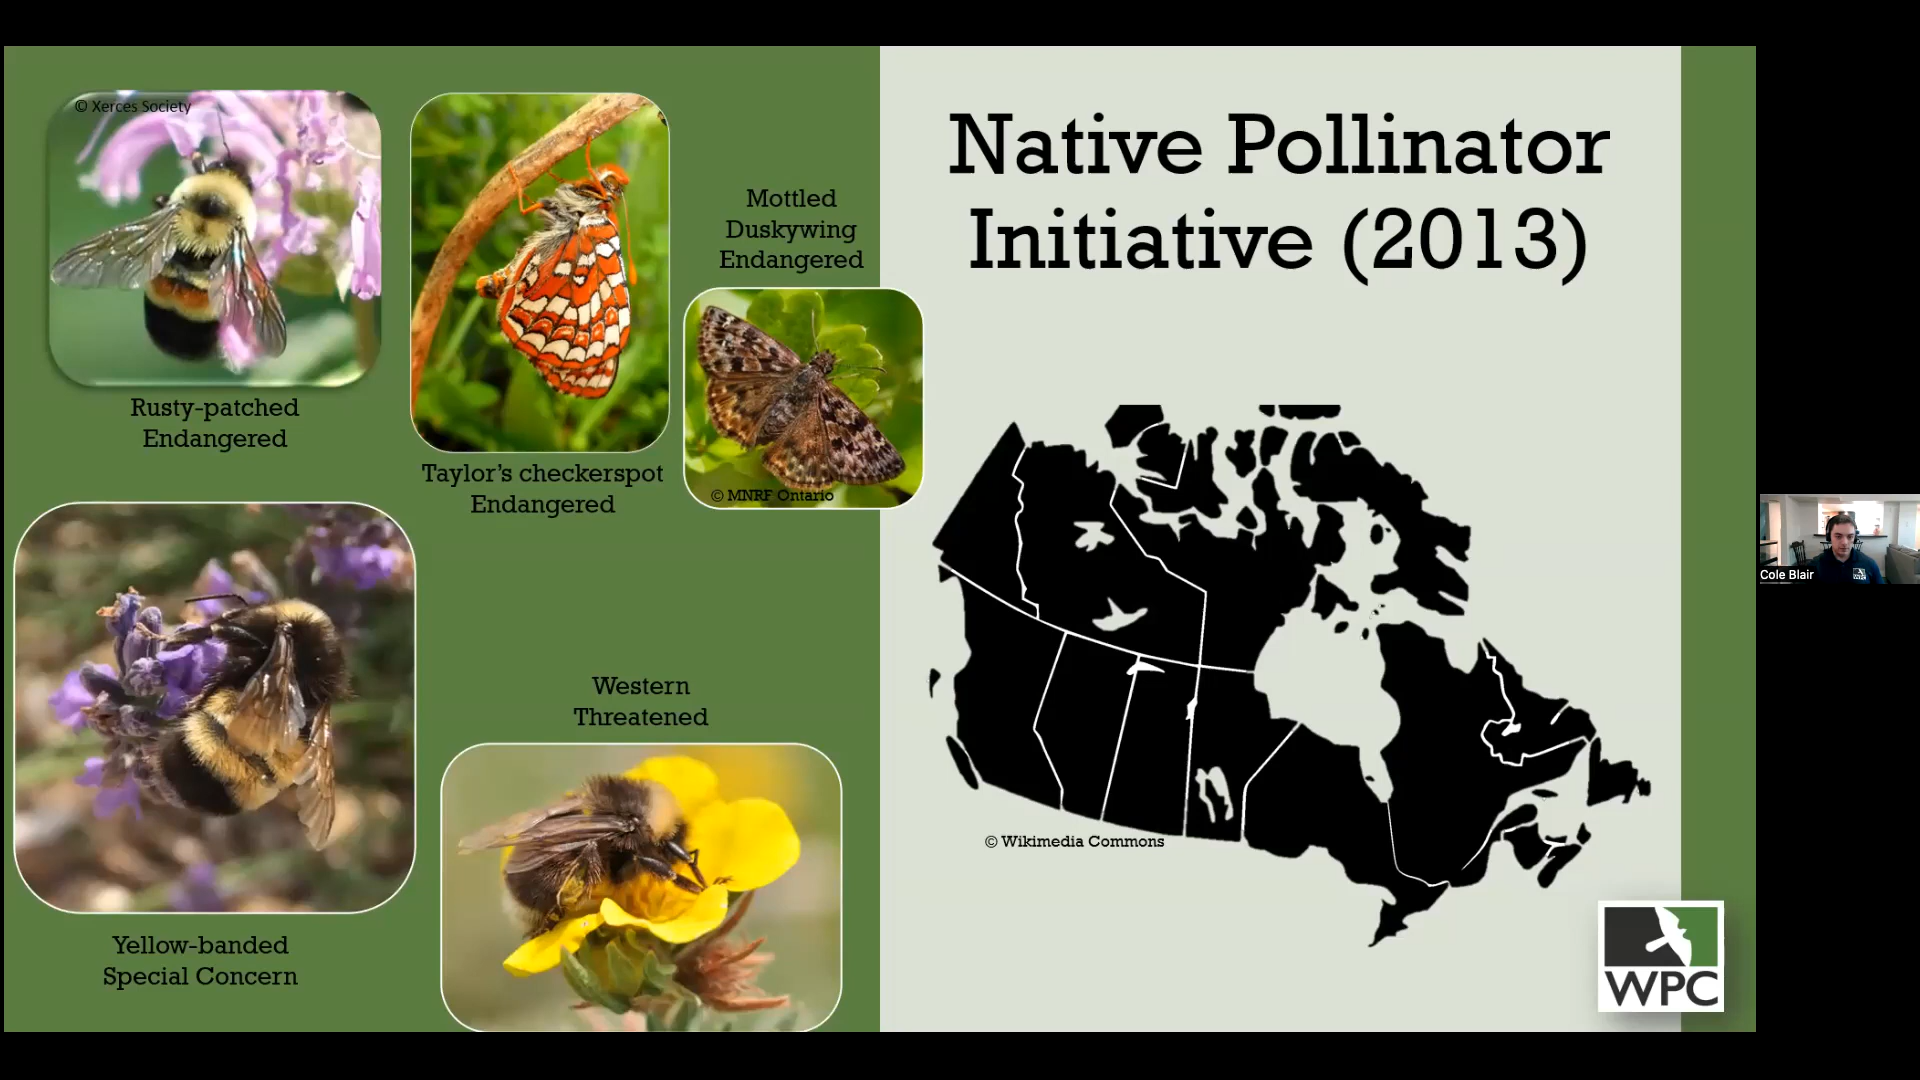 © Xerces Society
Rusty-patched
Endangered
Taylor's checkerspot
Endangered
Mottled
Duskywing
Endangered
© MNRF Ontario
Yellow-banded
Special Concern
Western
Threatened
Native Pollinator
Initiative (2013)
© Wikimedia Commons
WPC
Cole Blair
WPC